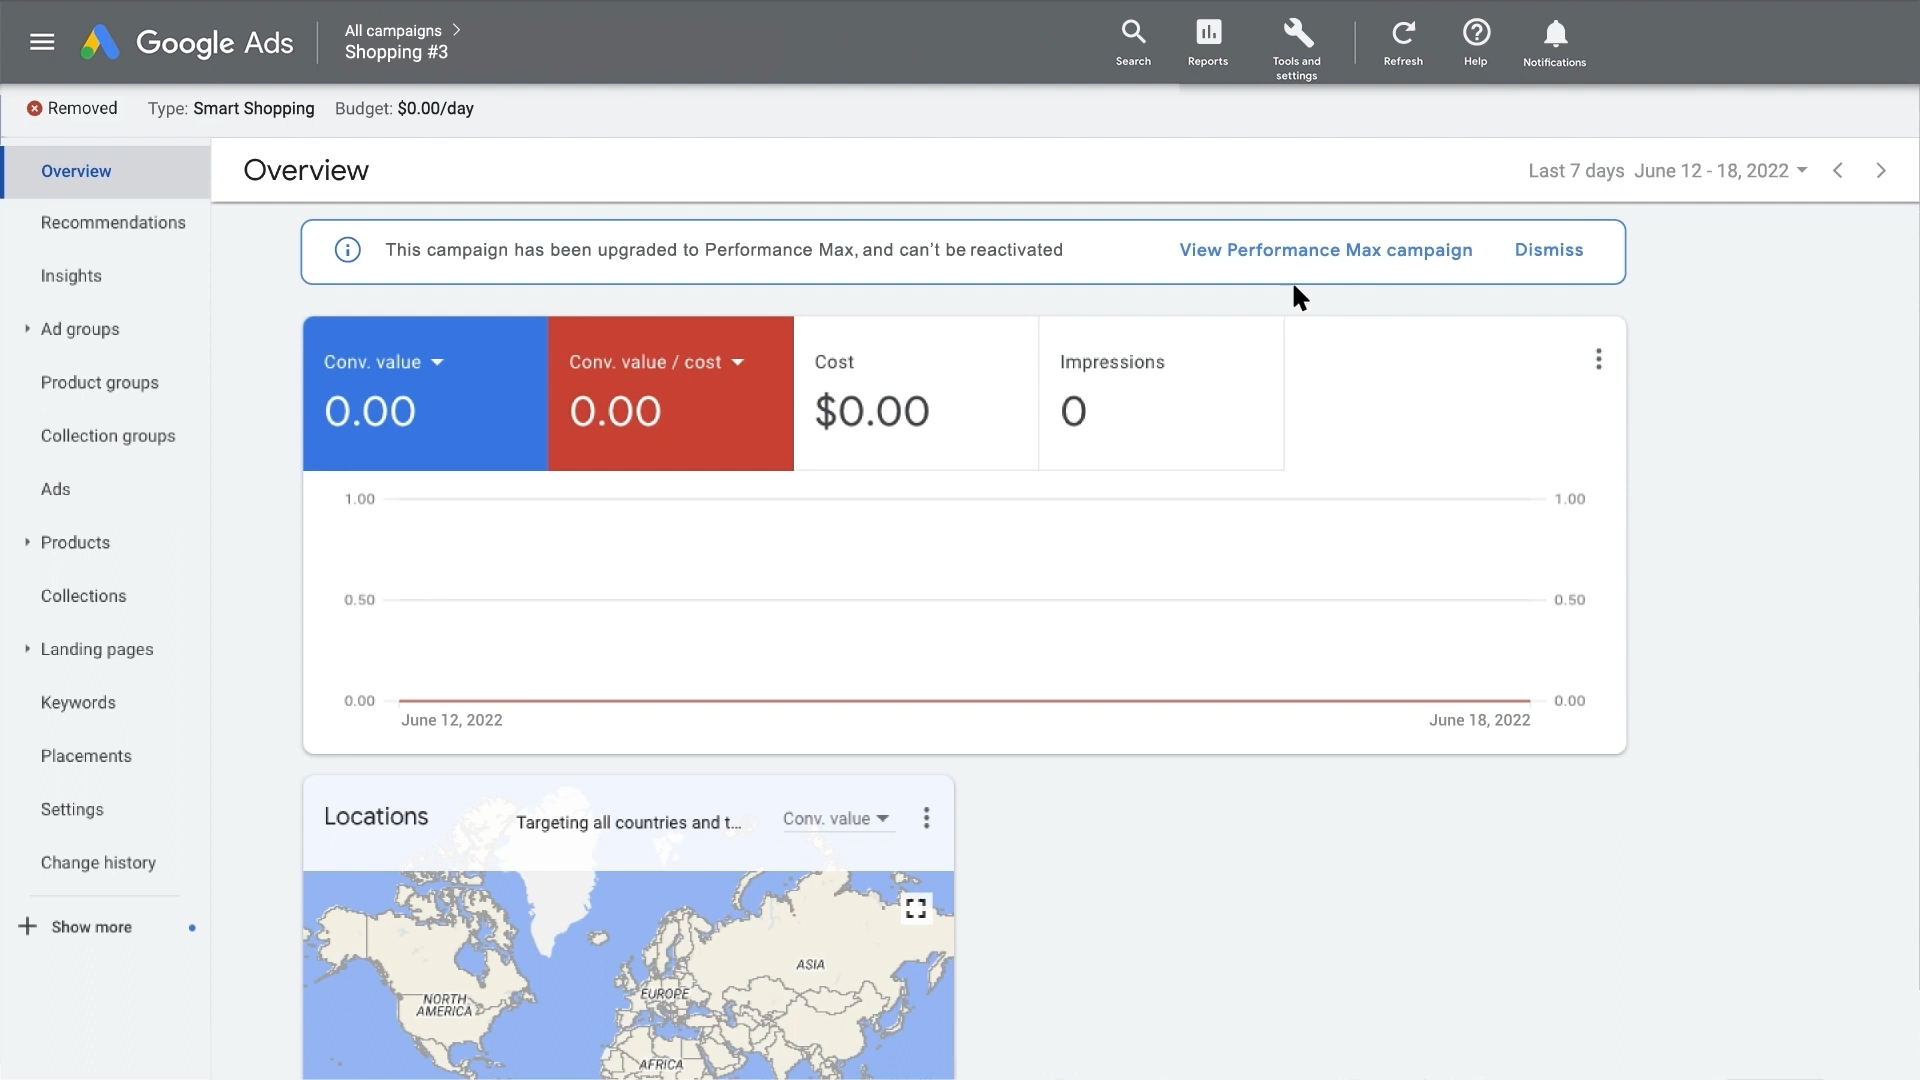 Google Ads
All campaigns
Shopping #3
Search
Reports
Tools and
settings
Refresh
Help
Notifications
Removed
Type: Smart Shopping
Budget: $0.00/day
Overview
Recommendations
Insights
Ad groups
Product groups
Collection groups
Ads
Products
Collections
Landing pages
Keywords
Placements
Settings
Change history
Show more
Overview
Last 7 days June 12 - 18, 2022
This campaign has been upgraded to Performance Max, and can't be reactivated
View Performance Max campaign
Dismiss
Conv. value
0.00
Conv. value / cost
0.00
Cost
$0.00
Impressions
0
1.00
1.00
0.50
0.50
0.00
0.00
June 12, 2022
June 18, 2022
Locations
Targeting all countries and t...
Conv. value
NORTH
AMERICA
EUROPE
ASIA
AFRICA